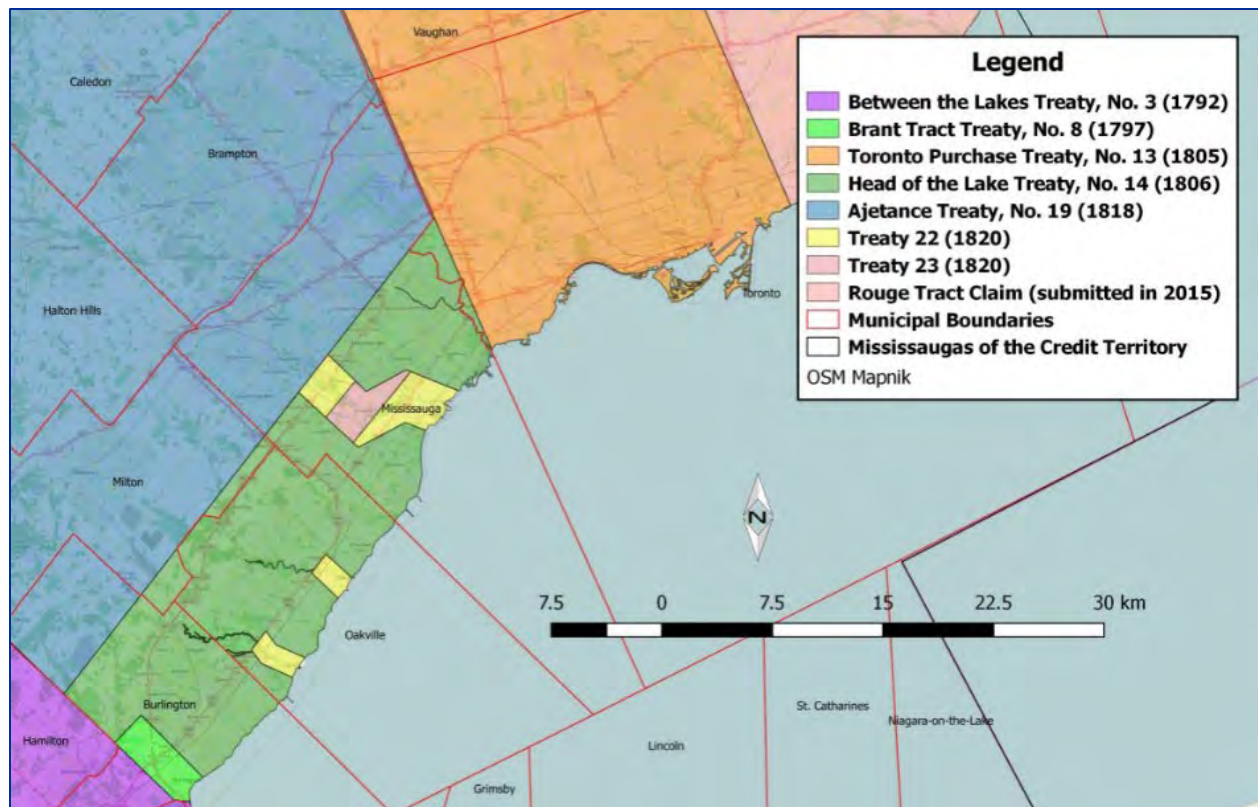 Vaughan
Caledon
Brampton
Halton Hills
Toronto
Mississauga
Milton
Oakville
Burlington
Hamilton
St. Catharines
Niagara-on-the-Lake
Lincoln
Grimsby
Legend
Between the Lakes Treaty, No. 3 (1792)
Brant Tract Treaty, No. 8 (1797)
Toronto Purchase Treaty, No. 13 (1805)
Head of the Lake Treaty, No. 14 (1806)
Ajetance Treaty, No. 19 (1818)
Treaty 22 (1820)
Treaty 23 (1820)
Rouge Tract Claim (submitted in 2015)
Municipal Boundaries
Mississaugas of the Credit Territory
OSM Mapnik
N
7.5 0 7.5 15 22.5 30 km